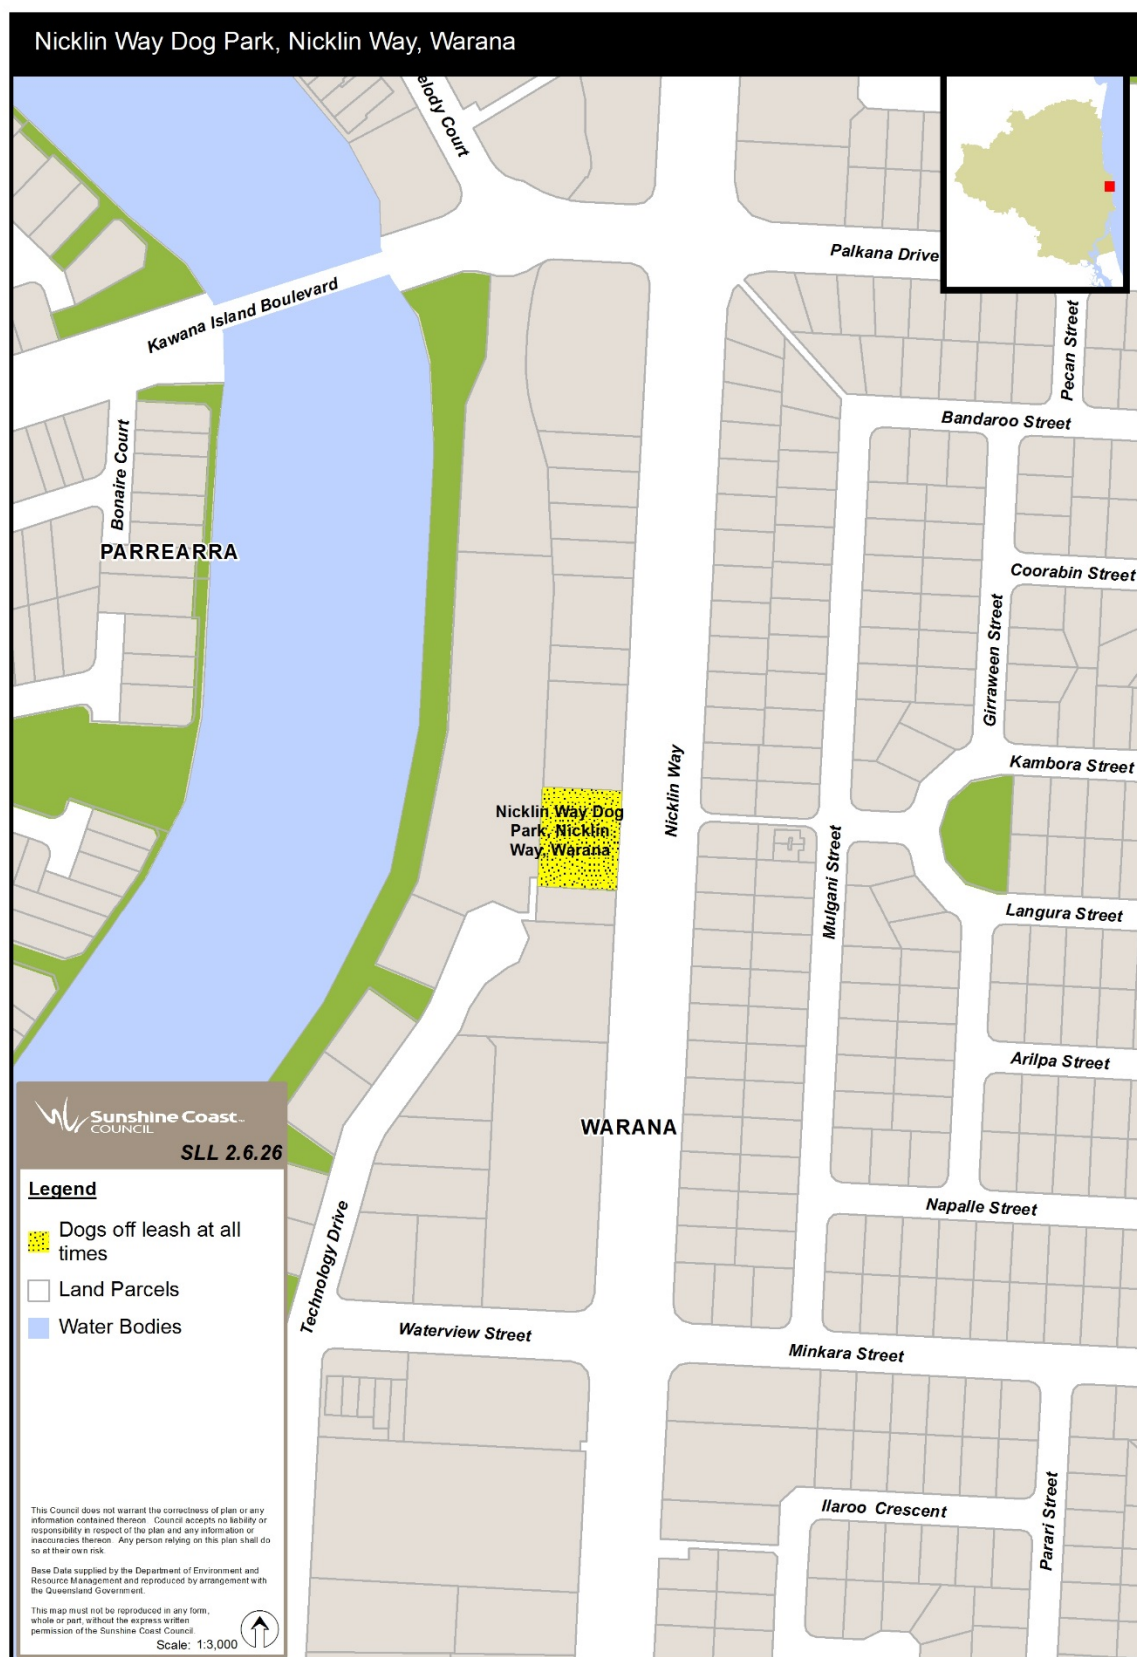 Nicklin Way Dog Park, Nicklin Way, Warana
elody Court
Palkana Drive
Kawana Island Boulevard
Pecan Street
Bandaroo Street
Bonaire Court
PARREARRA
Coorabin Street
Girraween Street
Nicklin Way
Kambora Street
Nicklin Way Dog
Park, Nicklin
Way, Warana
Mulgani Street
Langura Street
Arilpa Street
WARANA
Napalle Street
Technology Drive
Waterview Street
Minkara Street
Ilaroo Crescent
Parari Street
Sunshine Coast™
COUNCIL
SLL 2.6.26
Legend
Dogs off leash at all
times
Land Parcels
Water Bodies
This Council does not warrant the correctness of plan or any
information contained thereon. Council accepts no liability or
responsibility in respect of the plan and any information or
inaccuracies thereon. Any person relying on this plan shall do
so at their own risk.
Base Data supplied by the Department of Environment and
Resource Management and reproduced by arrangement with
the Queensland Government.
This map must not be reproduced in any form,
whole or part, without the express written
permission of the Sunshine Coast Council.
Scale: 1:3,000